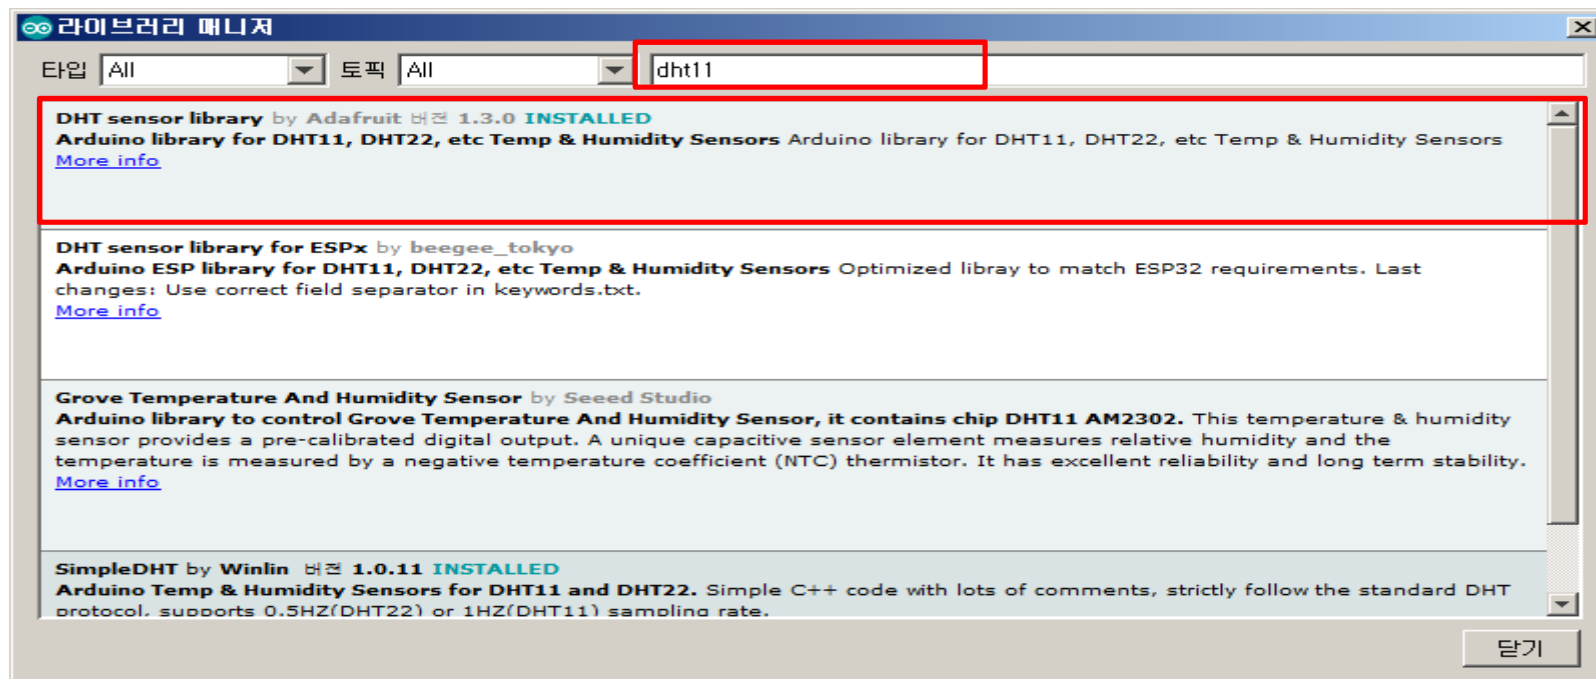 라이브러리 매니저
타입 All 토픽 All dht11
DHT sensor library by Adafruit 버전 1.3.0 INSTALLED
Arduino library for DHT11, DHT22, etc Temp & Humidity Sensors Arduino library for DHT11, DHT22, etc Temp & Humidity Sensors
More info
DHT sensor library for ESPx by beegee_tokyo
Arduino ESP library for DHT11, DHT22, etc Temp & Humidity Sensors Optimized libray to match ESP32 requirements. Last
changes: Use correct field separator in keywords.txt.
More info
Grove Temperature And Humidity Sensor by Seeed Studio
Arduino library to control Grove Temperature And Humidity Sensor, it contains chip DHT11 AM2302. This temperature & humidity
sensor provides a pre-calibrated digital output. A unique capacitive sensor element measures relative humidity and the
temperature is measured by a negative temperature coefficient (NTC) thermistor. It has excellent reliability and long term stability.
More info
SimpleDHT by Winlin 버전 1.0.11 INSTALLED
Arduino Temp & Humidity Sensors for DHT11 and DHT22. Simple C++ code with lots of comments, strictly follow the standard DHT
protocol, supports 0.5HZ(DHT22) or 1HZ(DHT11) sampling rate.
닫기